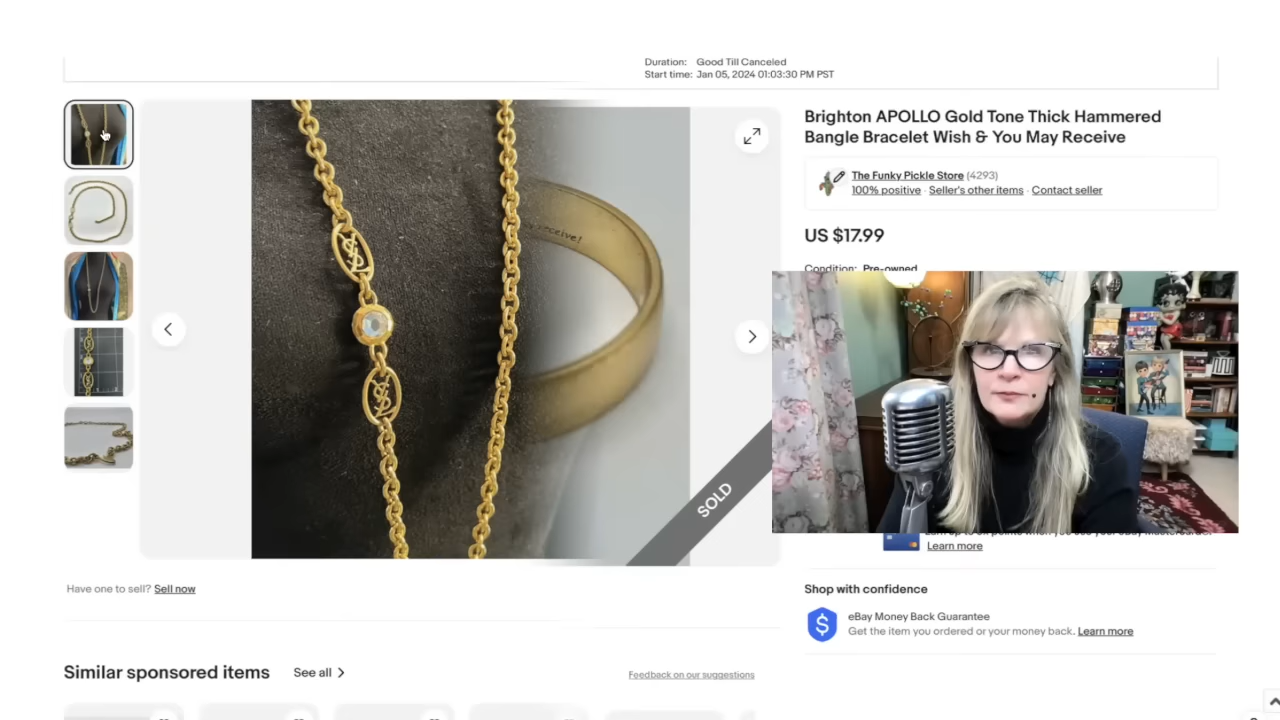 Duration: Good Till Canceled
Start time: Jan 05, 2024 01:03:30 PM PST
Brighton APOLLO Gold Tone Thick Hammered
Bangle Bracelet Wish & You May Receive
The Funky Pickle Store (4293)
100% positive · Seller's other items · Contact seller
US $17.99
Condition: Pre-owned
receive!
YSL
YSL
SOLD
Learn more
Have one to sell? Sell now
Shop with confidence
eBay Money Back Guarantee
Get the item you ordered or your money back. Learn more
Similar sponsored items See all
Feedback on our suggestions